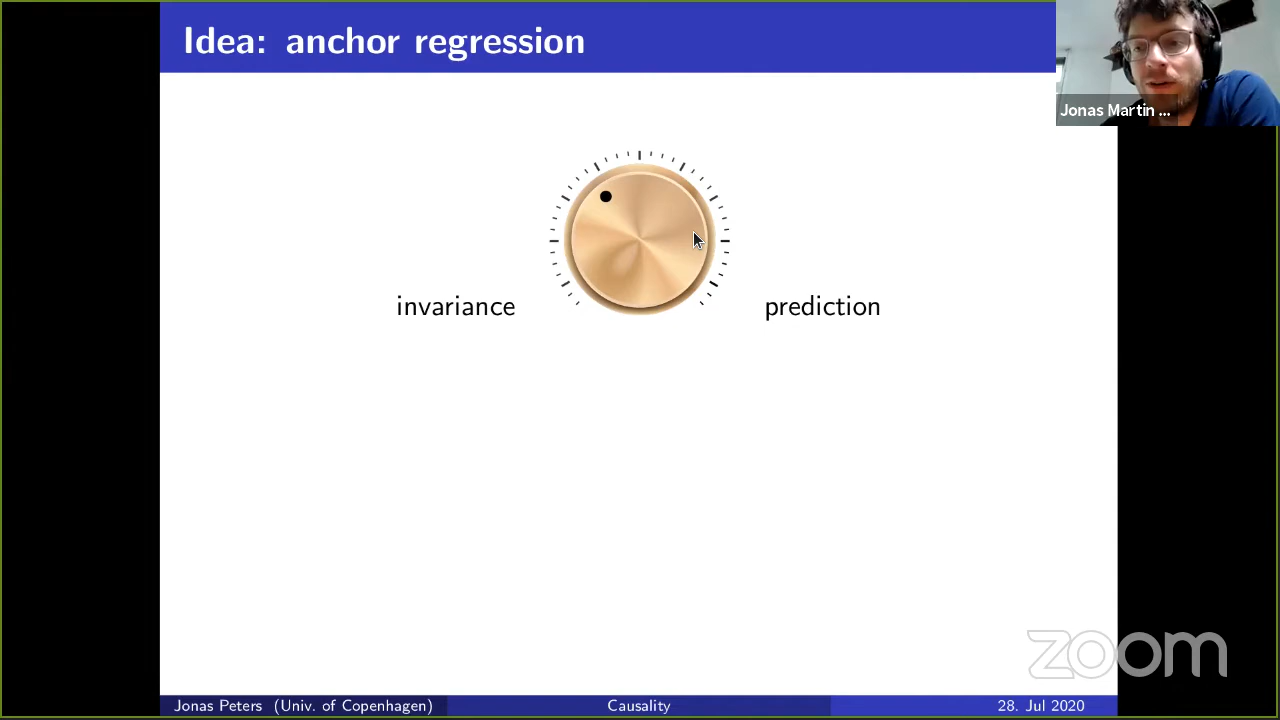 Idea: anchor regression
Jonas Martin ...
invariance
prediction
zoom
Jonas Peters (Univ. of Copenhagen)
Causality
28. Jul 2020